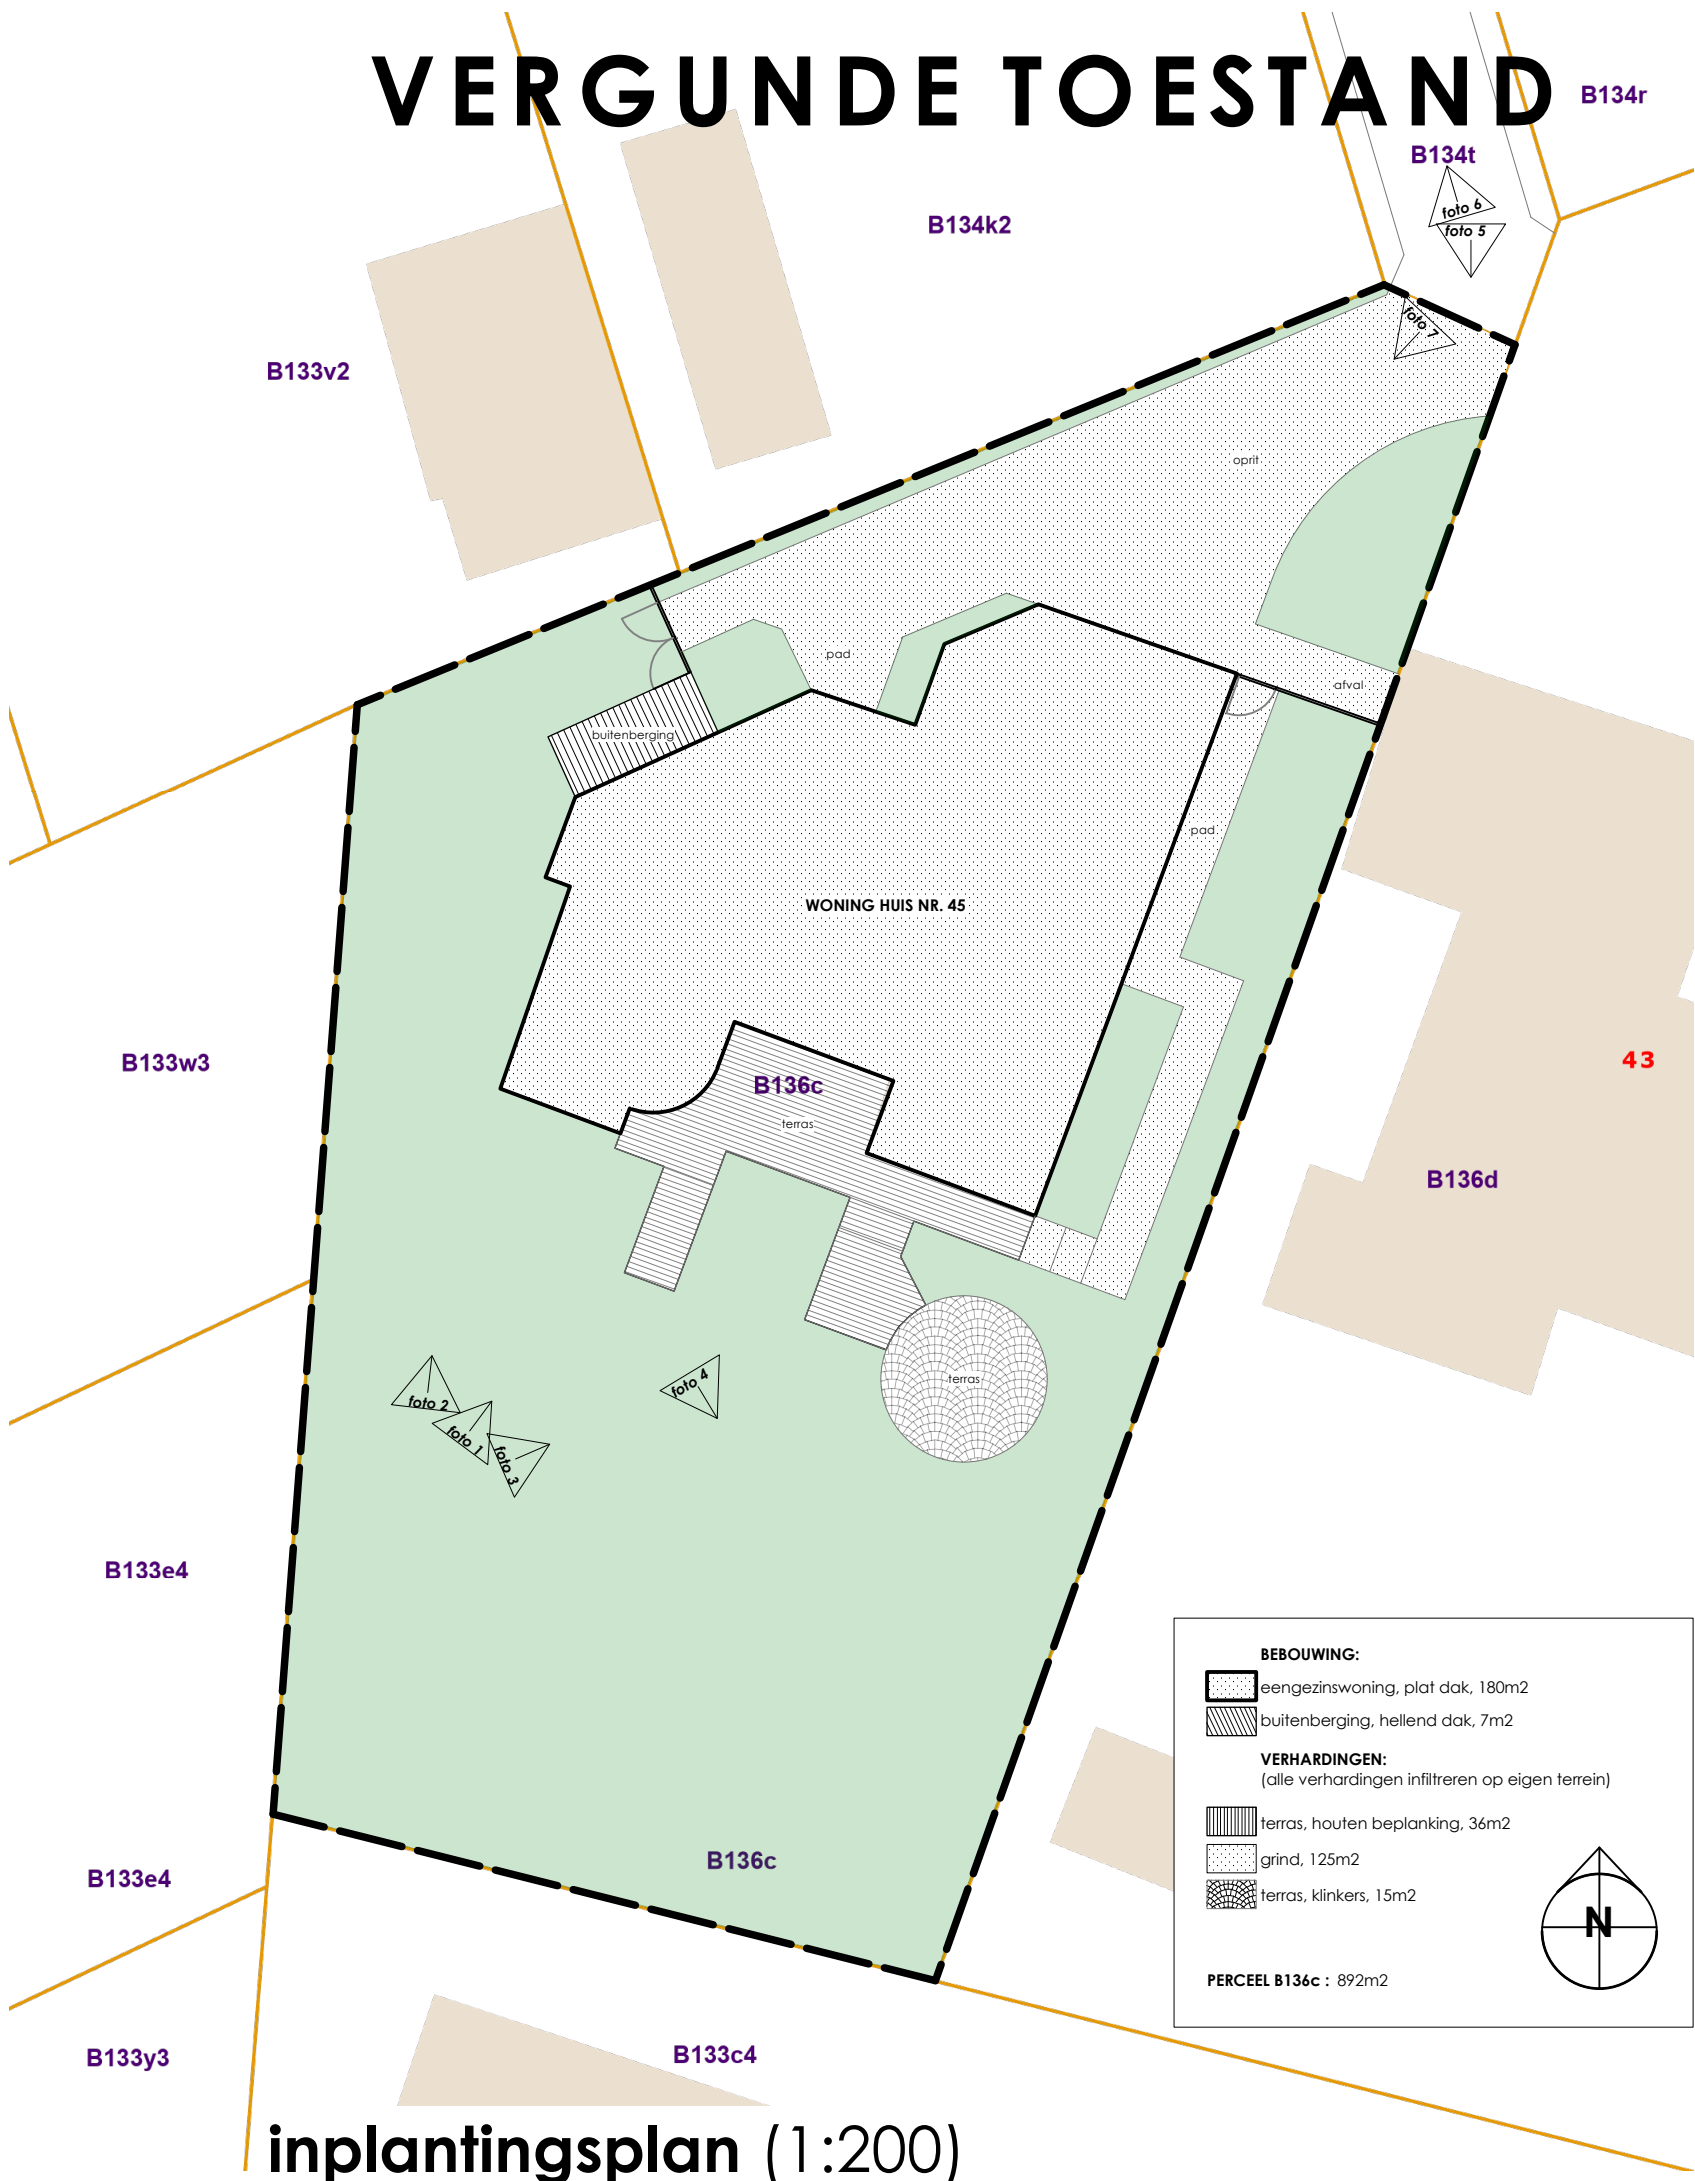 VERGUNDE TOESTAND
B134r
B134t
foto 6
foto 5
B134k2
foto 7
B133v2
oprit
pad
afval
buitenberging
pad
WONING HUIS NR. 45
B133w3
43
B136c
terras
B136d
terras
foto 4
foto 2
foto 1
foto 3
B133e4
BEBOUWING:
eengezinswoning, plat dak, 180m2
buitenberging, hellend dak, 7m2
VERHARDINGEN:
(alle verhardingen infiltreren op eigen terrein)
terras, houten beplanking, 36m2
grind, 125m2
terras, klinkers, 15m2
N
PERCEEL B136c : 892m2
B136c
B133e4
B133y3
B133c4
inplantingsplan (1:200)